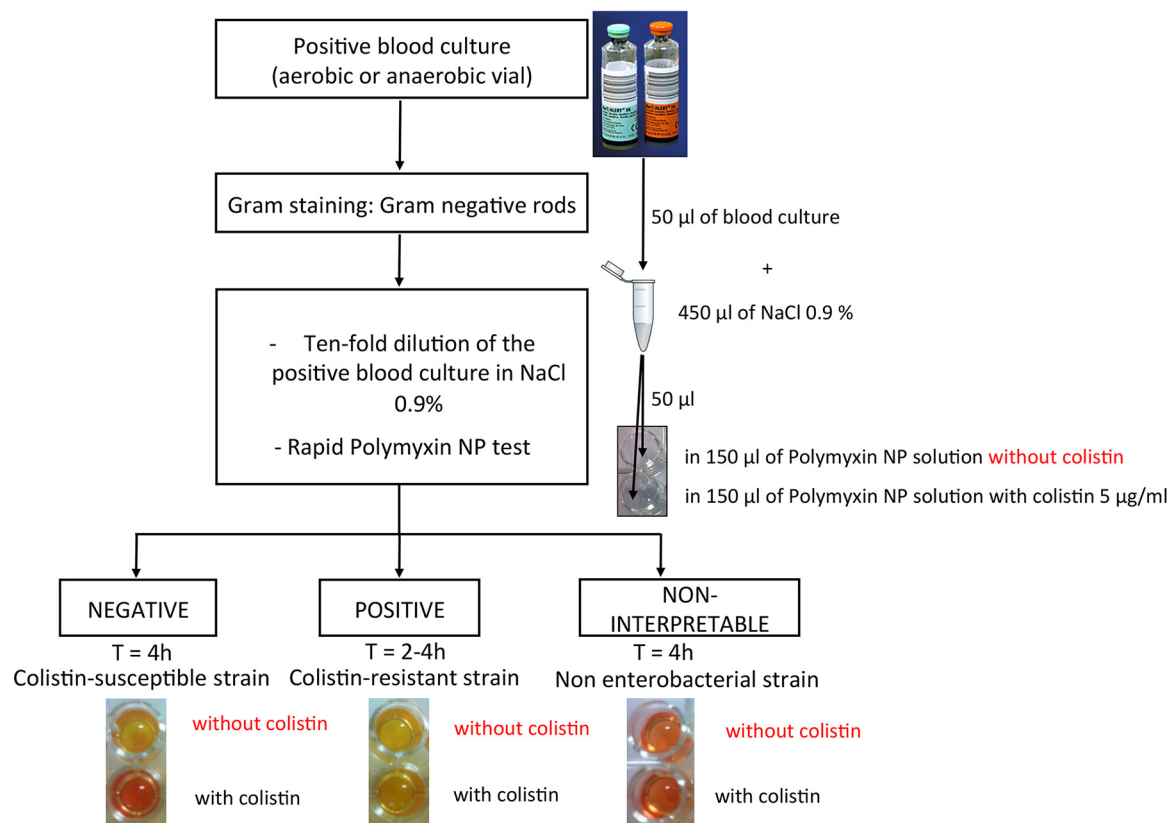 Positive blood culture
(aerobic or anaerobic vial)
Gram staining: Gram negative rods
50 µl of blood culture
+
450 µl of NaCl 0.9 %
- Ten-fold dilution of the
positive blood culture in NaCl
0.9%
- Rapid Polymyxin NP test
50 µl
in 150 µl of Polymyxin NP solution without colistin
in 150 µl of Polymyxin NP solution with colistin 5 µg/ml
NEGATIVE
T = 4h
Colistin-susceptible strain
without colistin
with colistin
POSITIVE
T = 2-4h
Colistin-resistant strain
without colistin
with colistin
NON-
INTERPRETABLE
T = 4h
Non enterobacterial strain
without colistin
with colistin